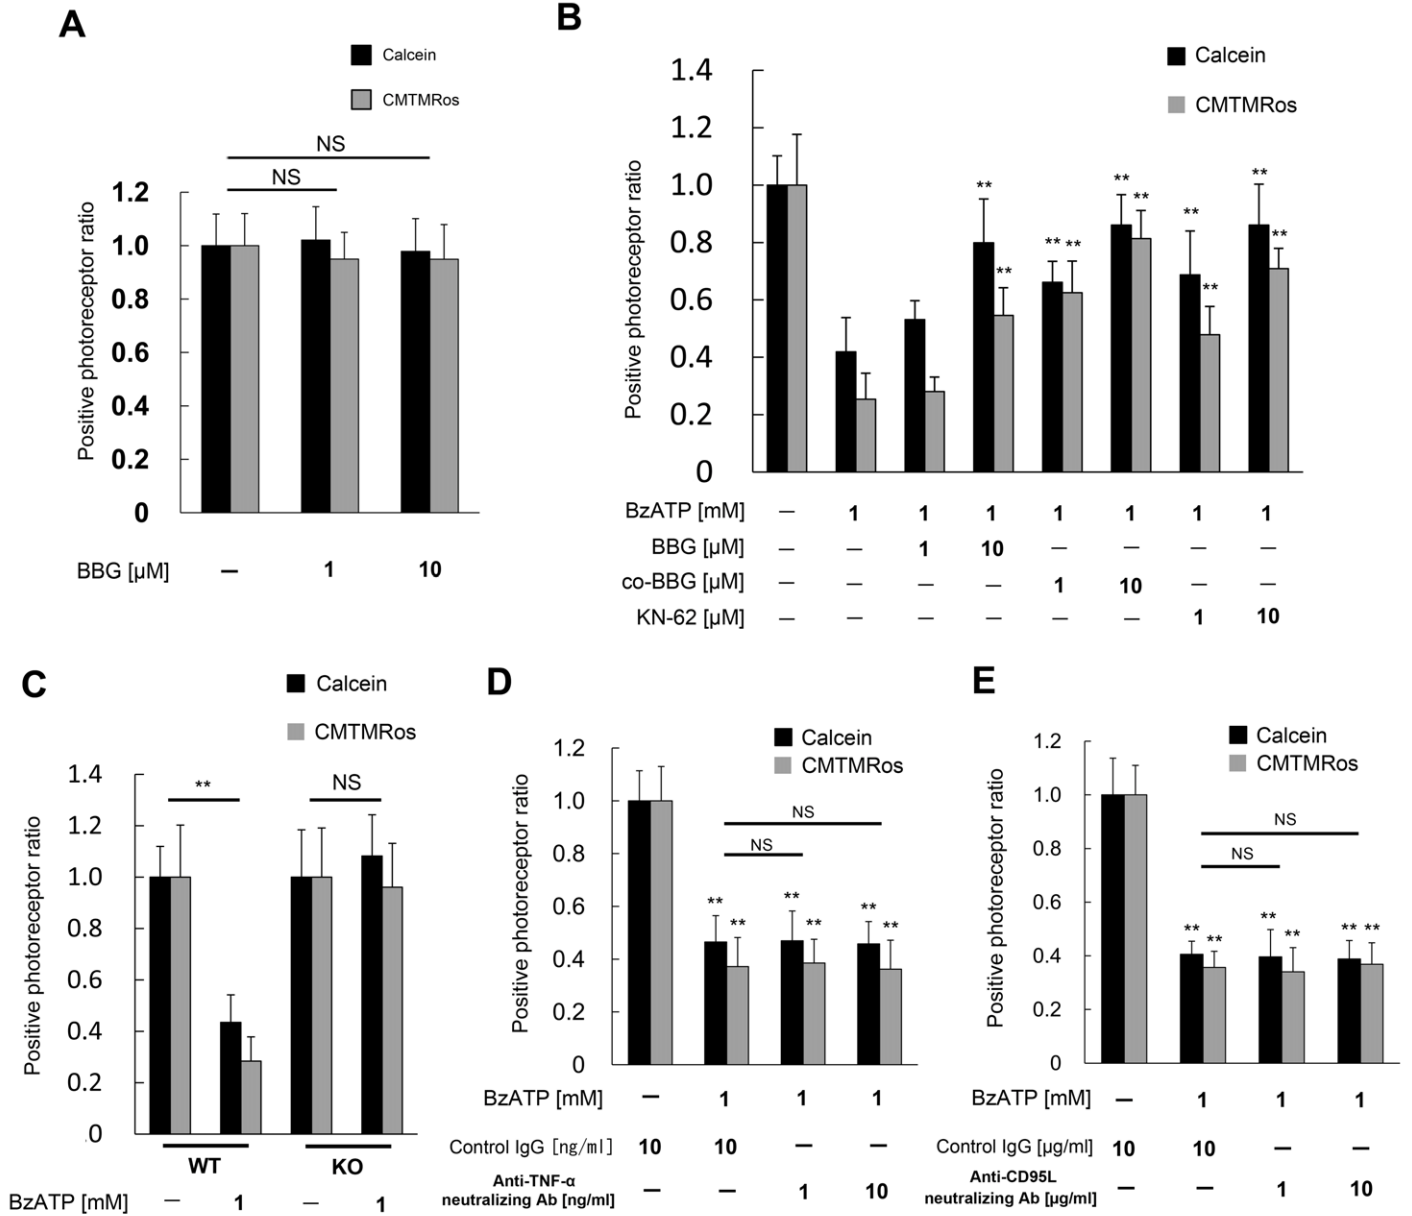 A
Calcein
CMTMRos
NS
NS
Positive photoreceptor ratio
1.2
1.0
0.8
0.6
0.4
0.2
0
BBG [µM] – 1 10
B
Calcein
CMTMRos
Positive photoreceptor ratio
1.4
1.2
1.0
0.8
0.6
0.4
0.2
0
** ** ** ** ** ** ** ** ** **
BzATP [mM] – 1 1 1 1 1 1 1
BBG [µM] – – 1 10 – – – –
co-BBG [µM] – – – – 1 10 – –
KN-62 [µM] – – – – – – 1 10
C
Calcein
CMTMRos
Positive photoreceptor ratio
1.4
1.2
1.0
0.8
0.6
0.4
0.2
0
** NS
WT KO
BzATP [mM] – 1 – 1
D
Calcein
CMTMRos
Positive photoreceptor ratio
1.2
1.0
0.8
0.6
0.4
0.2
0
NS
NS
** ** ** ** ** **
BzATP [mM] – 1 1 1
Control IgG [ng/ml] 10 10 – –
Anti-TNF-α
neutralizing Ab [ng/ml] – – 1 10
E
Calcein
CMTMRos
Positive photoreceptor ratio
1.2
1.0
0.8
0.6
0.4
0.2
0
NS
NS
** ** ** ** ** **
BzATP [mM] – 1 1 1
Control IgG [µg/ml] 10 10 – –
Anti-CD95L
neutralizing Ab [µg/ml] – – 1 10